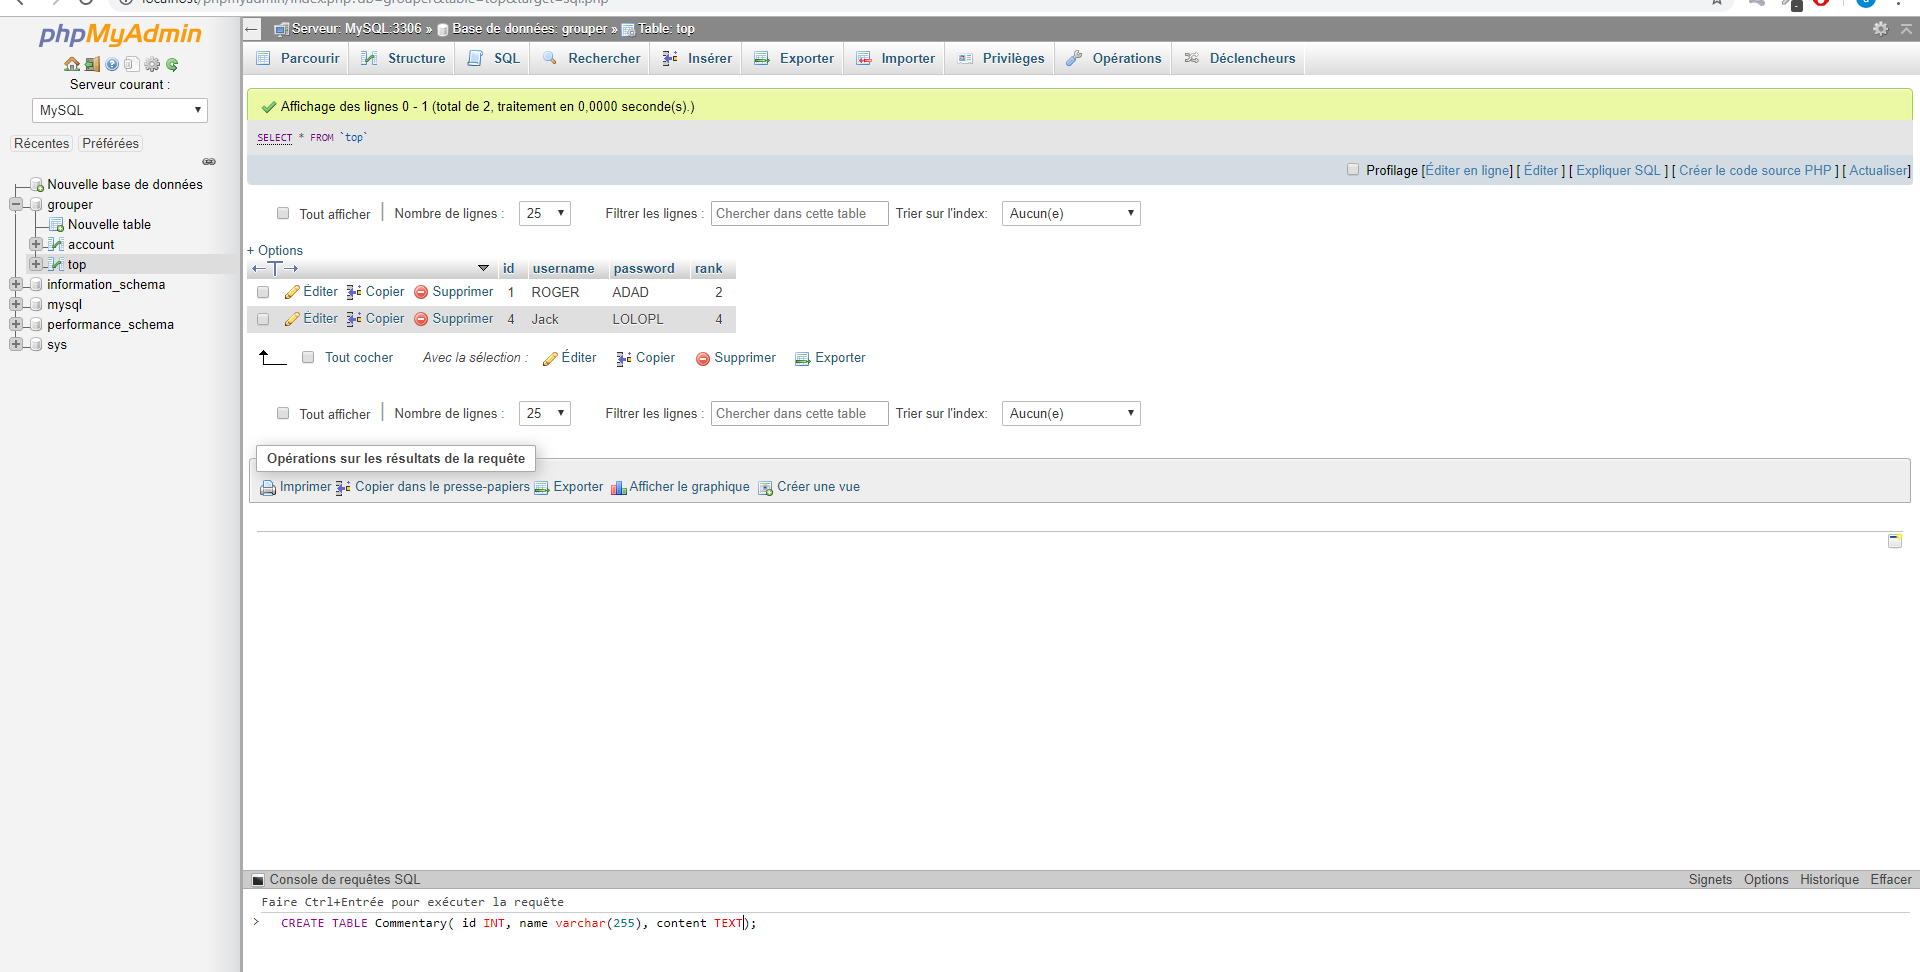 localhost/phpmyadmin/index.php?db=grouper&table=top&target=sql.php
phpMyAdmin
Serveur courant :
MySQL
Récentes Préférées
Nouvelle base de données
grouper
Nouvelle table
account
top
information_schema
mysql
performance_schema
sys
Serveur: MySQL:3306 » Base de données: grouper » Table: top
Parcourir Structure SQL Rechercher Insérer Exporter Importer Privilèges Opérations Déclencheurs
Affichage des lignes 0 - 1 (total de 2, traitement en 0,0000 seconde(s).)
SELECT * FROM `top`
Profilage [Éditer en ligne] [ Éditer ] [ Expliquer SQL ] [ Créer le code source PHP ] [ Actualiser]
Tout afficher | Nombre de lignes : 25 Filtrer les lignes : Chercher dans cette table Trier sur l'index: Aucun(e)
+ Options
←T→ id username password rank
Éditer Copier Supprimer 1 ROGER ADAD 2
Éditer Copier Supprimer 4 Jack LOLOPL 4
Tout cocher Avec la sélection : Éditer Copier Supprimer Exporter
Tout afficher | Nombre de lignes : 25 Filtrer les lignes : Chercher dans cette table Trier sur l'index: Aucun(e)
Opérations sur les résultats de la requête
Imprimer Copier dans le presse-papiers Exporter Afficher le graphique Créer une vue
Console de requêtes SQL Signets Options Historique Effacer
Faire Ctrl+Entrée pour exécuter la requête
> CREATE TABLE Commentary( id INT, name varchar(255), content TEXT);